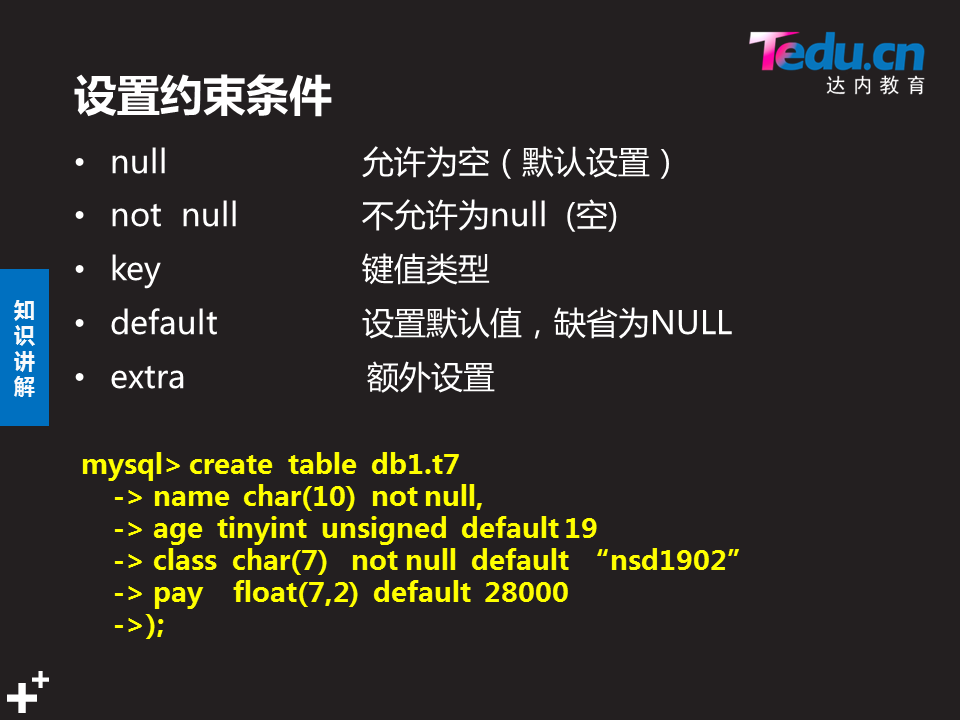 Tedu.cn
达内教育
设置约束条件
• null 允许为空（默认设置）
• not null 不允许为null (空)
• key 键值类型
• default 设置默认值，缺省为NULL
• extra 额外设置
知识讲解
mysql> create table db1.t7
-> name char(10) not null,
-> age tinyint unsigned default 19
-> class char(7) not null default “nsd1902”
-> pay float(7,2) default 28000
->);